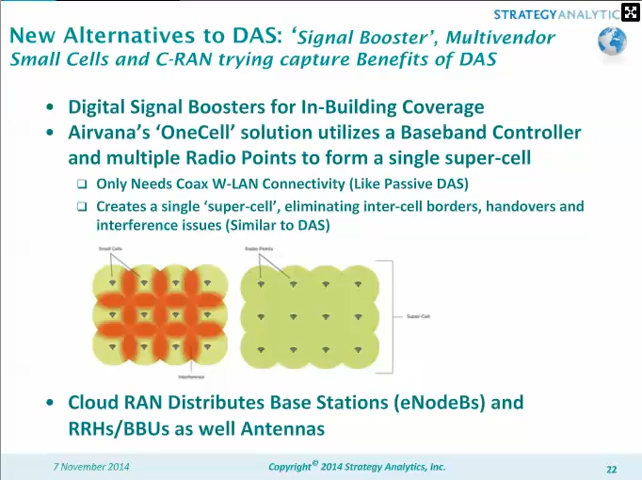 STRATEGYANALYTIC
New Alternatives to DAS: ‘Signal Booster’, Multivendor
Small Cells and C-RAN trying capture Benefits of DAS
• Digital Signal Boosters for In-Building Coverage
• Airvana’s ‘OneCell’ solution utilizes a Baseband Controller
and multiple Radio Points to form a single super-cell
❑ Only Needs Coax W-LAN Connectivity (Like Passive DAS)
❑ Creates a single ‘super-cell’, eliminating inter-cell borders, handovers and
interference issues (Similar to DAS)
Small Cells
Radio Points
Super-Cell
Interference
• Cloud RAN Distributes Base Stations (eNodeBs) and
RRHs/BBUs as well Antennas
7 November 2014
Copyright© 2014 Strategy Analytics, Inc.
22